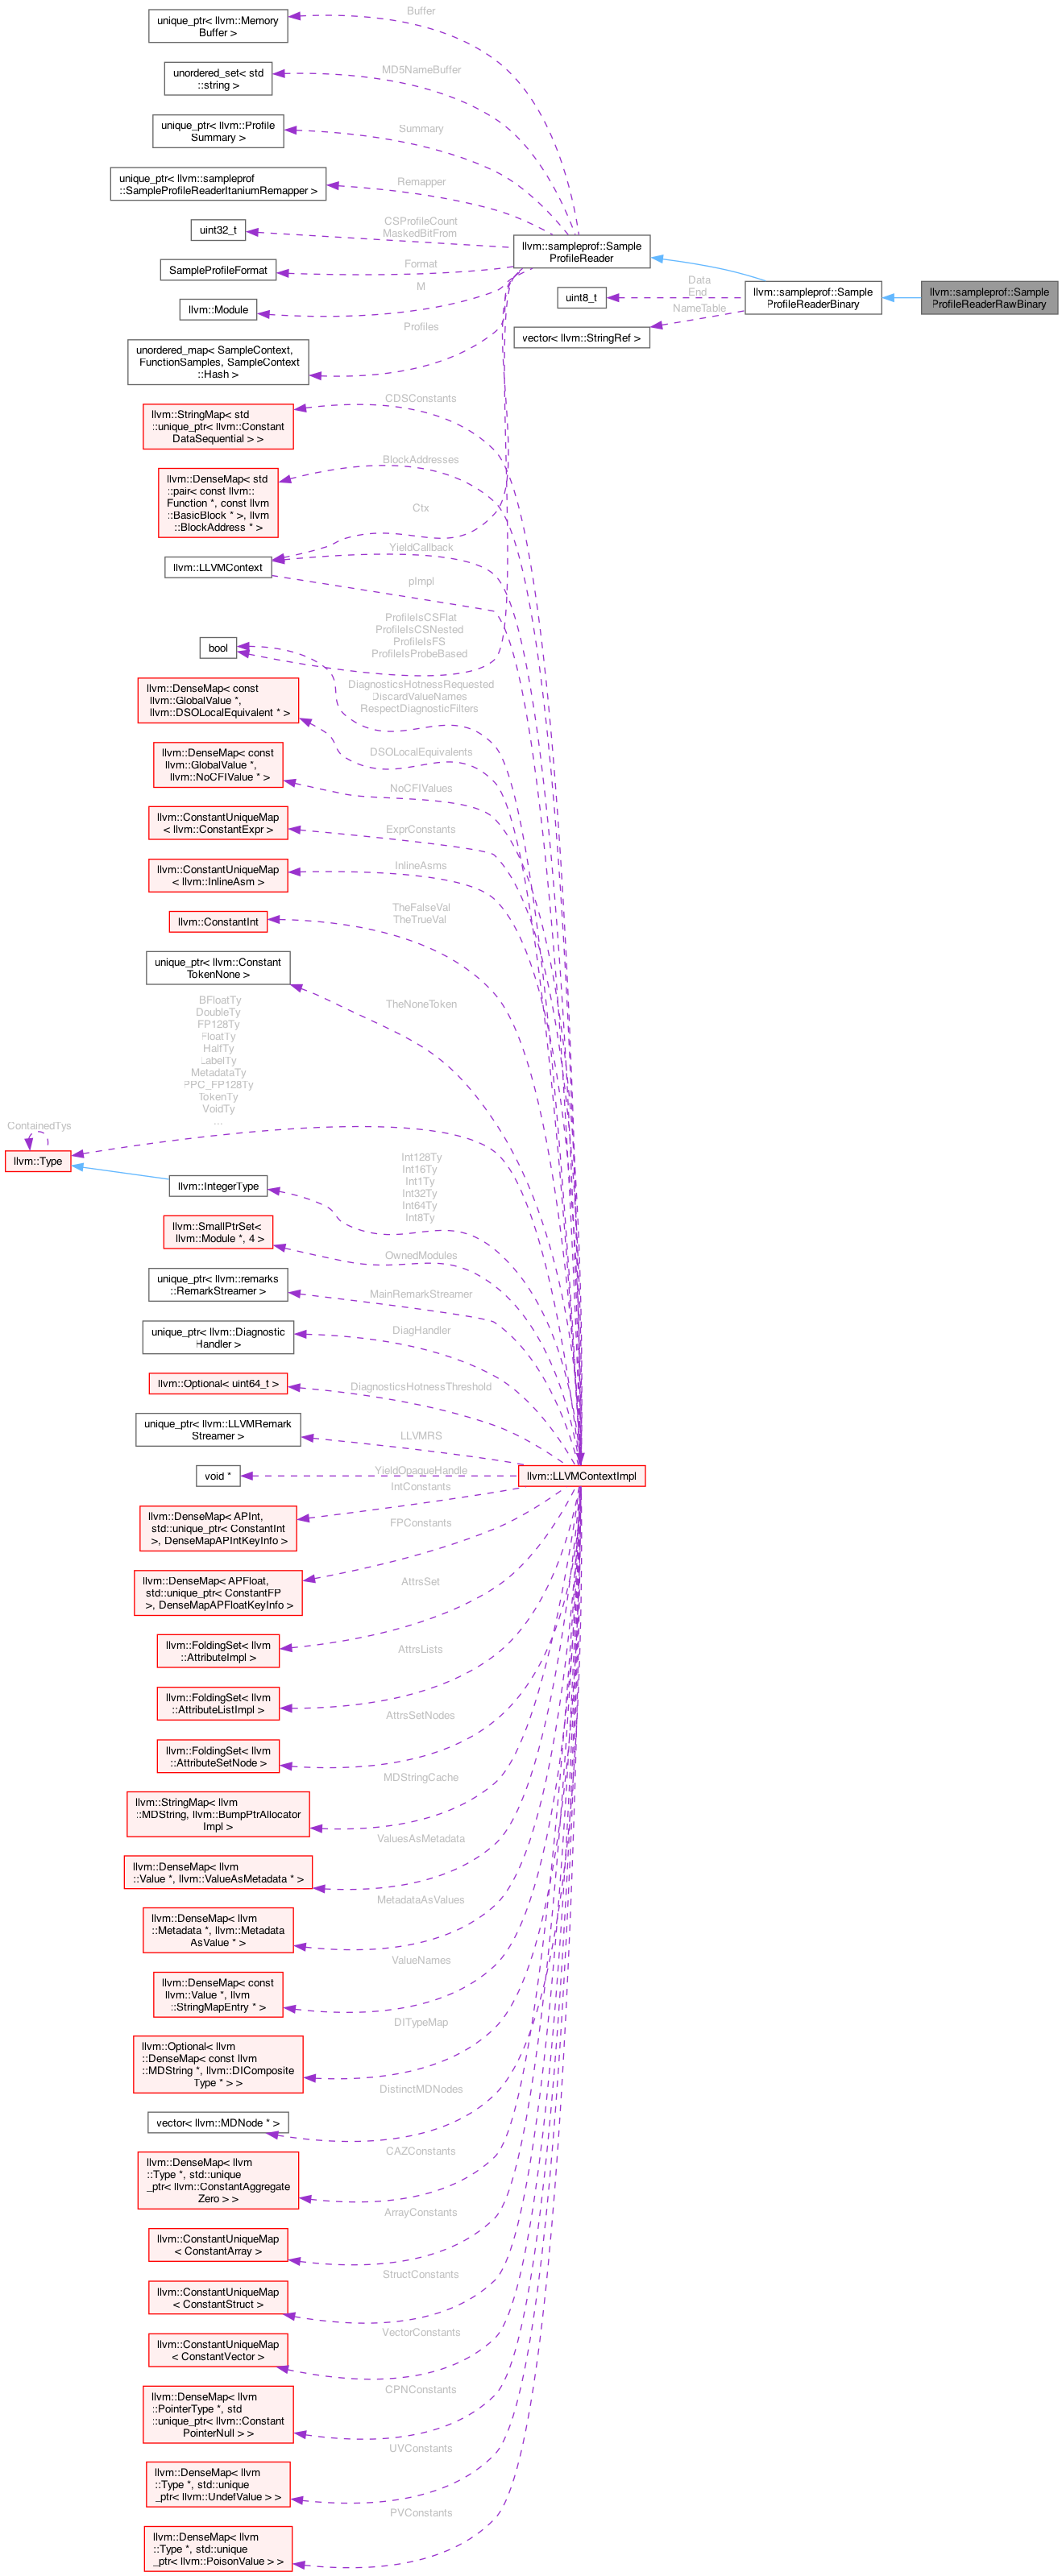 Buffer
unique_ptr< llvm::Memory
Buffer >
MD5NameBuffer
unordered_set< std
::string >
Summary
unique_ptr< llvm::Profile
Summary >
Remapper
unique_ptr< llvm::sampleprof
::SampleProfileReaderItaniumRemapper >
CSProfileCount
MaskedBitFrom
uint32_t
llvm::sampleprof::Sample
ProfileReader
Format
SampleProfileFormat
M
llvm::Module
Data
End
uint8_t
llvm::sampleprof::Sample
ProfileReaderBinary
llvm::sampleprof::Sample
ProfileReaderRawBinary
NameTable
vector< llvm::StringRef >
Profiles
unordered_map< SampleContext,
FunctionSamples, SampleContext
::Hash >
CDSConstants
llvm::StringMap< std
::unique_ptr< llvm::Constant
DataSequential > >
BlockAddresses
llvm::DenseMap< std
::pair< const llvm::
Function *, const llvm
::BasicBlock * >, llvm
::BlockAddress * >
Ctx
YieldCallback
llvm::LLVMContext
pImpl
ProfileIsCSFlat
ProfileIsCSNested
ProfileIsFS
ProfileIsProbeBased
bool
DiagnosticsHotnessRequested
DiscardValueNames
RespectDiagnosticFilters
llvm::DenseMap< const
llvm::GlobalValue *,
llvm::DSOLocalEquivalent * >
DSOLocalEquivalents
llvm::DenseMap< const
llvm::GlobalValue *,
llvm::NoCFIValue * >
NoCFIValues
llvm::ConstantUniqueMap
< llvm::ConstantExpr >
ExprConstants
llvm::ConstantUniqueMap
< llvm::InlineAsm >
InlineAsms
llvm::ConstantInt
TheFalseVal
TheTrueVal
unique_ptr< llvm::Constant
TokenNone >
TheNoneToken
BFloatTy
DoubleTy
FP128Ty
FloatTy
HalfTy
LabelTy
MetadataTy
PPC_FP128Ty
TokenTy
VoidTy
...
ContainedTys
llvm::Type
llvm::IntegerType
Int128Ty
Int16Ty
Int1Ty
Int32Ty
Int64Ty
Int8Ty
llvm::SmallPtrSet<
llvm::Module *, 4 >
OwnedModules
unique_ptr< llvm::remarks
::RemarkStreamer >
MainRemarkStreamer
unique_ptr< llvm::Diagnostic
Handler >
DiagHandler
llvm::Optional< uint64_t >
DiagnosticsHotnessThreshold
unique_ptr< llvm::LLVMRemark
Streamer >
LLVMRS
void *
YieldOpaqueHandle
llvm::LLVMContextImpl
IntConstants
llvm::DenseMap< APInt,
std::unique_ptr< ConstantInt
>, DenseMapAPIntKeyInfo >
FPConstants
llvm::DenseMap< APFloat,
std::unique_ptr< ConstantFP
>, DenseMapAPFloatKeyInfo >
AttrsSet
llvm::FoldingSet< llvm
::AttributeImpl >
AttrsLists
llvm::FoldingSet< llvm
::AttributeListImpl >
AttrsSetNodes
llvm::FoldingSet< llvm
::AttributeSetNode >
MDStringCache
llvm::StringMap< llvm
::MDString, llvm::BumpPtrAllocator
Impl >
ValuesAsMetadata
llvm::DenseMap< llvm
::Value *, llvm::ValueAsMetadata * >
MetadataAsValues
llvm::DenseMap< llvm
::Metadata *, llvm::Metadata
AsValue * >
ValueNames
llvm::DenseMap< const
llvm::Value *, llvm
::StringMapEntry * >
DITypeMap
llvm::Optional< llvm
::DenseMap< const llvm
::MDString *, llvm::DIComposite
Type * > >
DistinctMDNodes
vector< llvm::MDNode * >
CAZConstants
llvm::DenseMap< llvm
::Type *, std::unique
_ptr< llvm::ConstantAggregate
Zero > >
ArrayConstants
llvm::ConstantUniqueMap
< ConstantArray >
StructConstants
llvm::ConstantUniqueMap
< ConstantStruct >
VectorConstants
llvm::ConstantUniqueMap
< ConstantVector >
CPNConstants
llvm::DenseMap< llvm
::PointerType *, std
::unique_ptr< llvm::Constant
PointerNull > >
UVConstants
llvm::DenseMap< llvm
::Type *, std::unique
_ptr< llvm::UndefValue > >
PVConstants
llvm::DenseMap< llvm
::Type *, std::unique
_ptr< llvm::PoisonValue > >